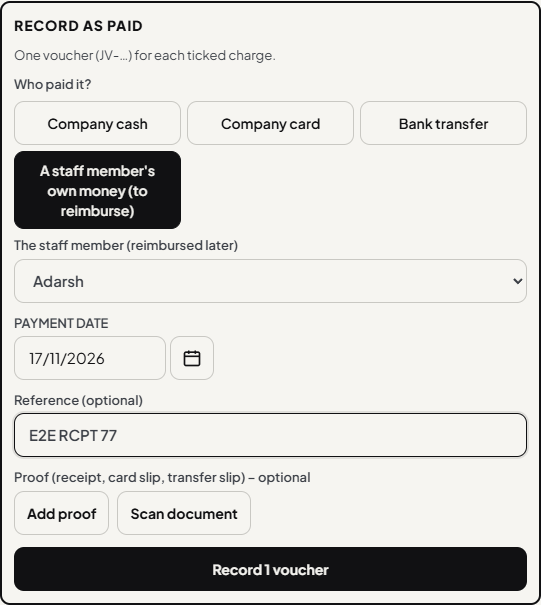 RECORD AS PAID
One voucher (JV-...) for each ticked charge.
Who paid it?
Company cash
Company card
Bank transfer
A staff member's
own money (to
reimburse)
The staff member (reimbursed later)
Adarsh
PAYMENT DATE
17/11/2026
Reference (optional)
E2E RCPT 77
Proof (receipt, card slip, transfer slip) – optional
Add proof
Scan document
Record 1 voucher